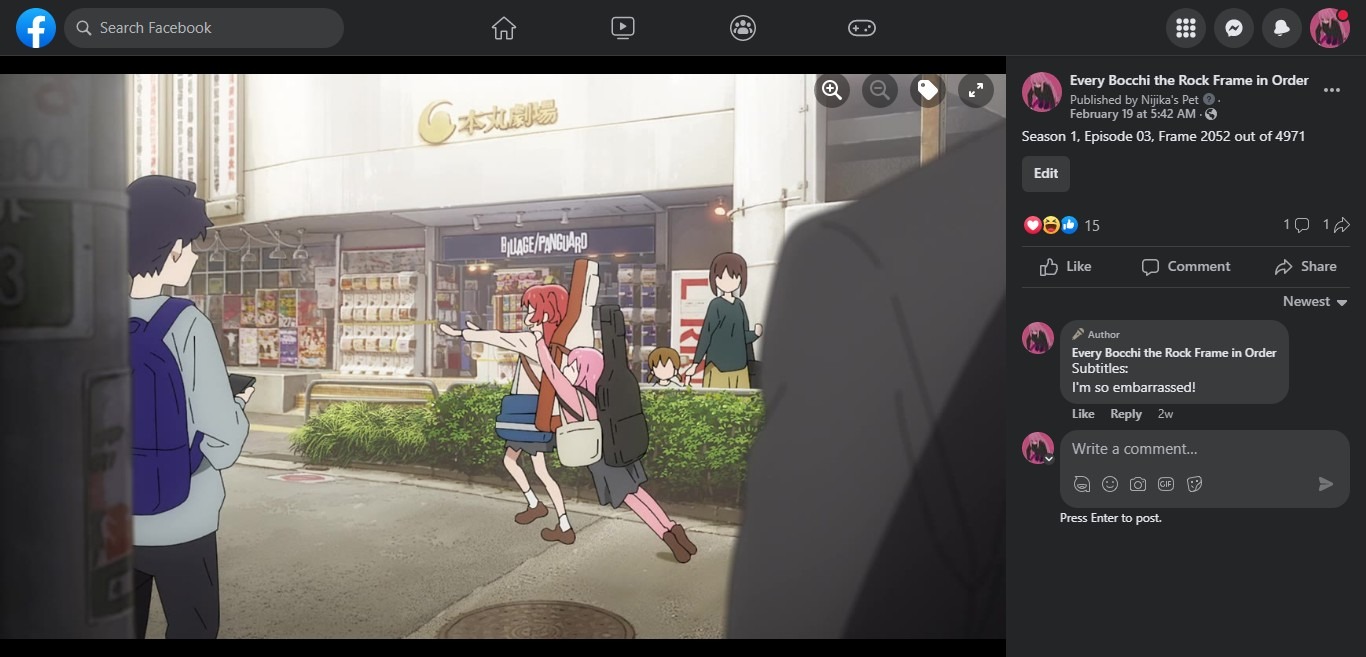 Search Facebook
本丸劇場
BILLAGE/PANGUARD
Every Bocchi the Rock Frame in Order
Published by Nijika's Pet ·
February 19 at 5:42 AM ·
Season 1, Episode 03, Frame 2052 out of 4971
Edit
15
1
1
Like
Comment
Share
Newest
Author
Every Bocchi the Rock Frame in Order
Subtitles:
I'm so embarrassed!
Like Reply 2w
Write a comment...
GIF
Press Enter to post.